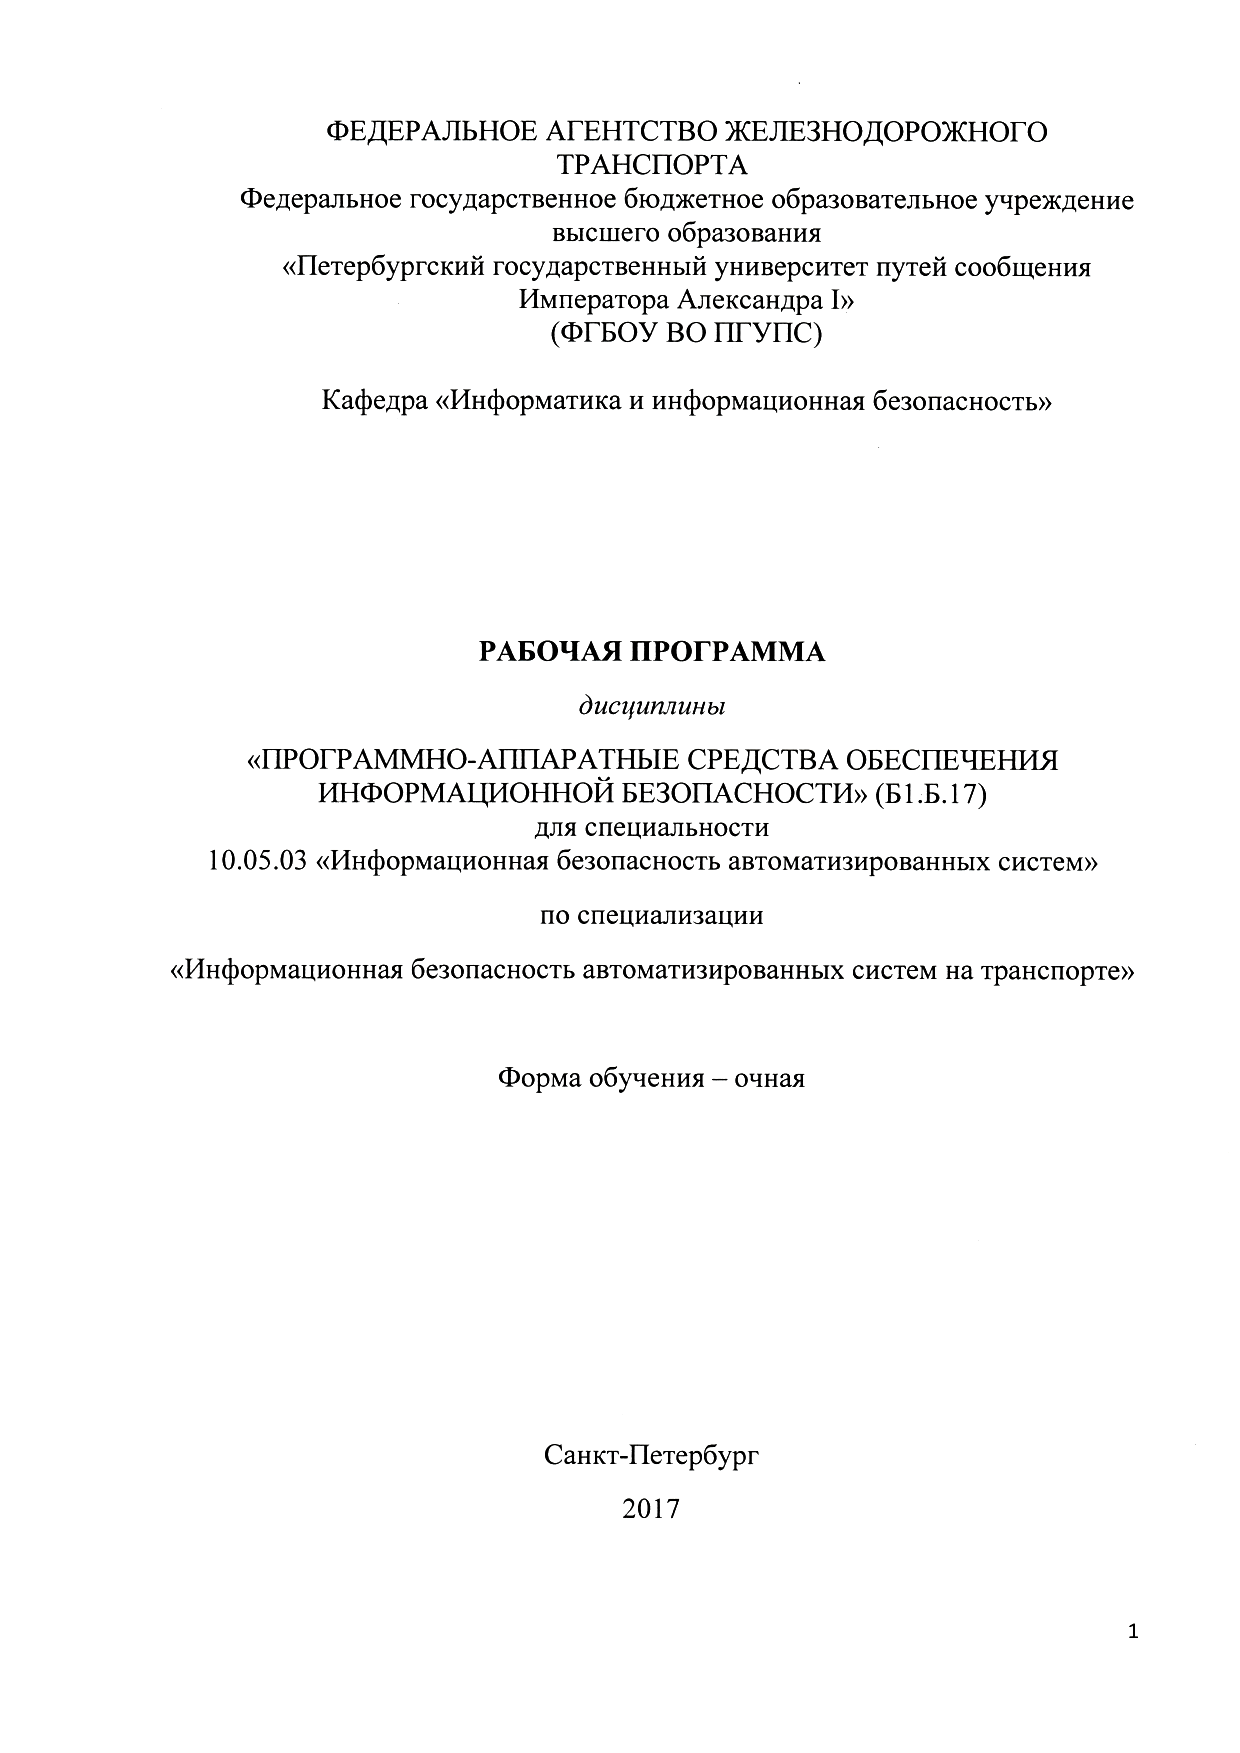 ФЕДЕРАЛЬНОЕ АГЕНТСТВО ЖЕЛЕЗНОДОРОЖНОГО
ТРАНСПОРТА
Федеральное государственное бюджетное образовательное учреждение
высшего образования
«Петербургский государственный университет путей сообщения
Императора Александра I»
(ФГБОУ ВО ПГУПС)
Кафедра «Информатика и информационная безопасность»
РАБОЧАЯ ПРОГРАММА
дисциплины
«ПРОГРАММНО-АППАРАТНЫЕ СРЕДСТВА ОБЕСПЕЧЕНИЯ
ИНФОРМАЦИОННОЙ БЕЗОПАСНОСТИ» (Б1.Б.17)
для специальности
10.05.03 «Информационная безопасность автоматизированных систем»
по специализации
«Информационная безопасность автоматизированных систем на транспорте»
Форма обучения – очная
Санкт-Петербург
2017
1